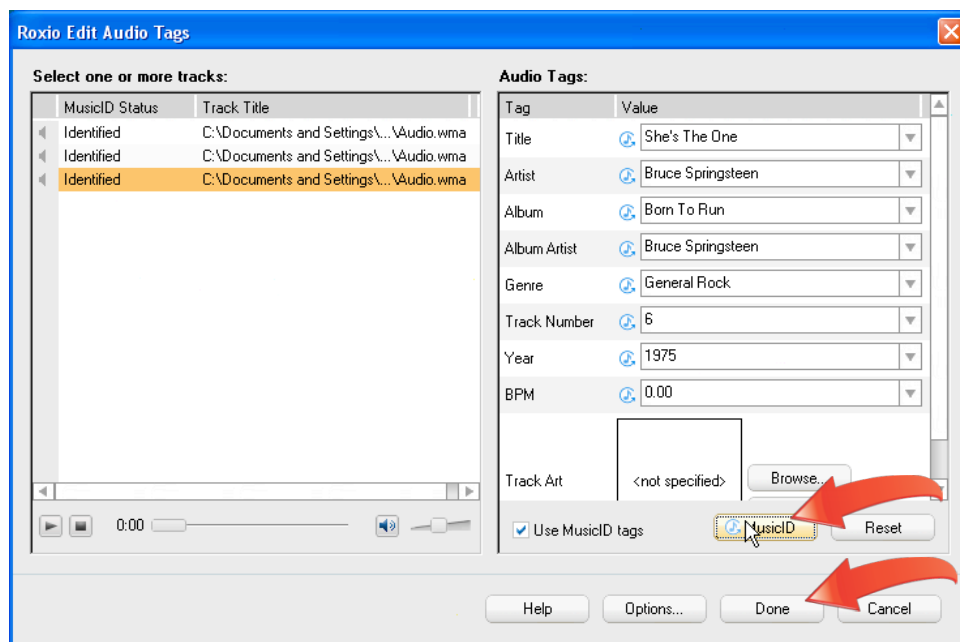 Roxio Edit Audio Tags
Select one or more tracks:
MusicID Status Track Title
Identified C:\Documents and Settings\...\Audio.wma
Identified C:\Documents and Settings\...\Audio.wma
Identified C:\Documents and Settings\...\Audio.wma
0:00
Audio Tags:
Tag Value
Title She's The One
Artist Bruce Springsteen
Album Born To Run
Album Artist Bruce Springsteen
Genre General Rock
Track Number 6
Year 1975
BPM 0.00
Track Art <not specified> Browse...
Use MusicID tags MusicID Reset
Help Options... Done Cancel